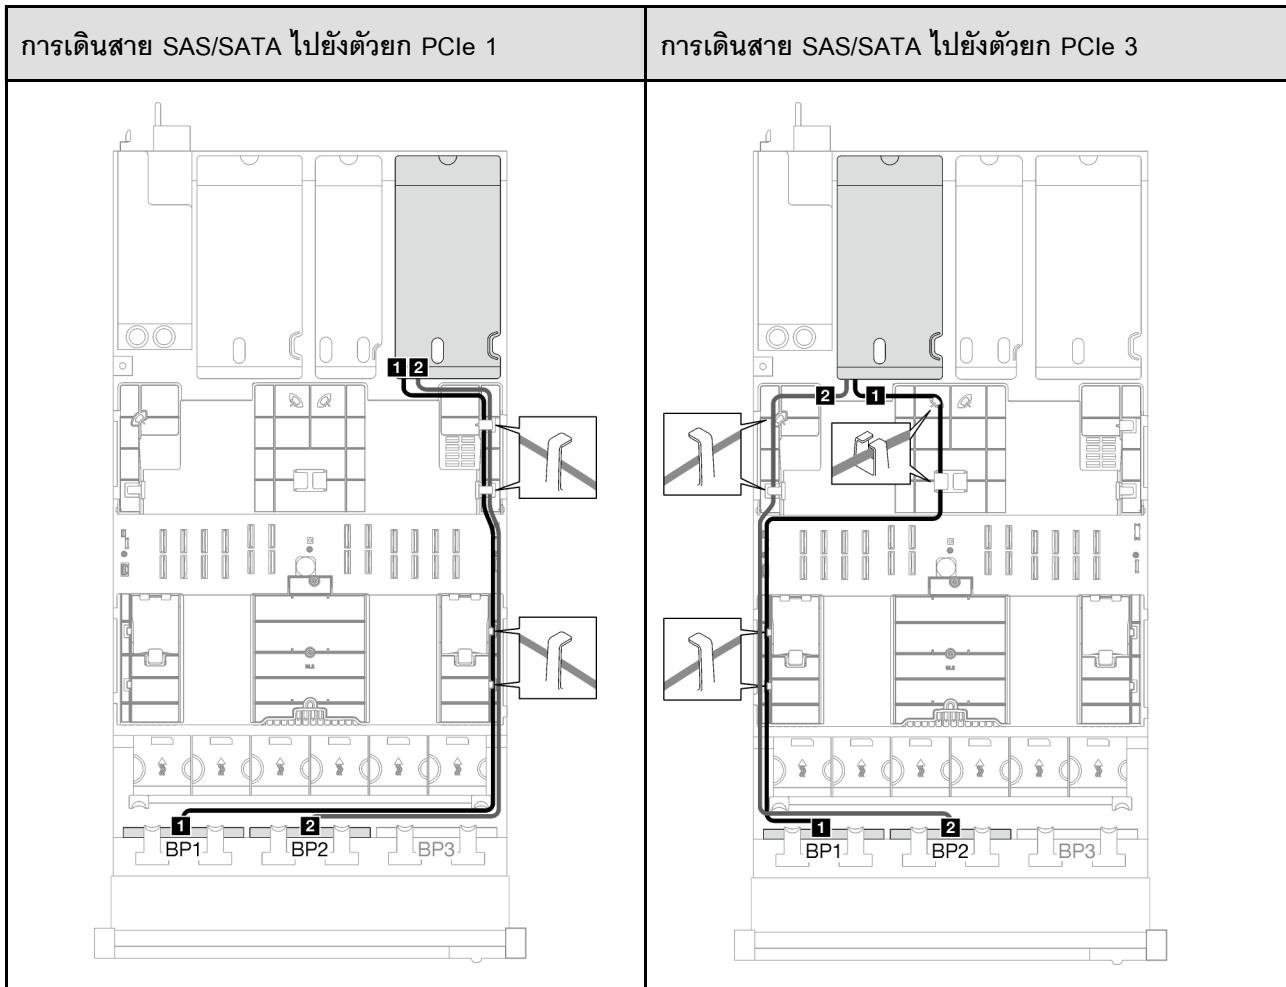 การเดินสาย SAS/SATA ไปยังตัวยก PCIe 1
การเดินสาย SAS/SATA ไปยังตัวยก PCIe 3
1 2
1
2
BP1
BP2
BP3
2
1
1
2
BP1
BP2
BP3